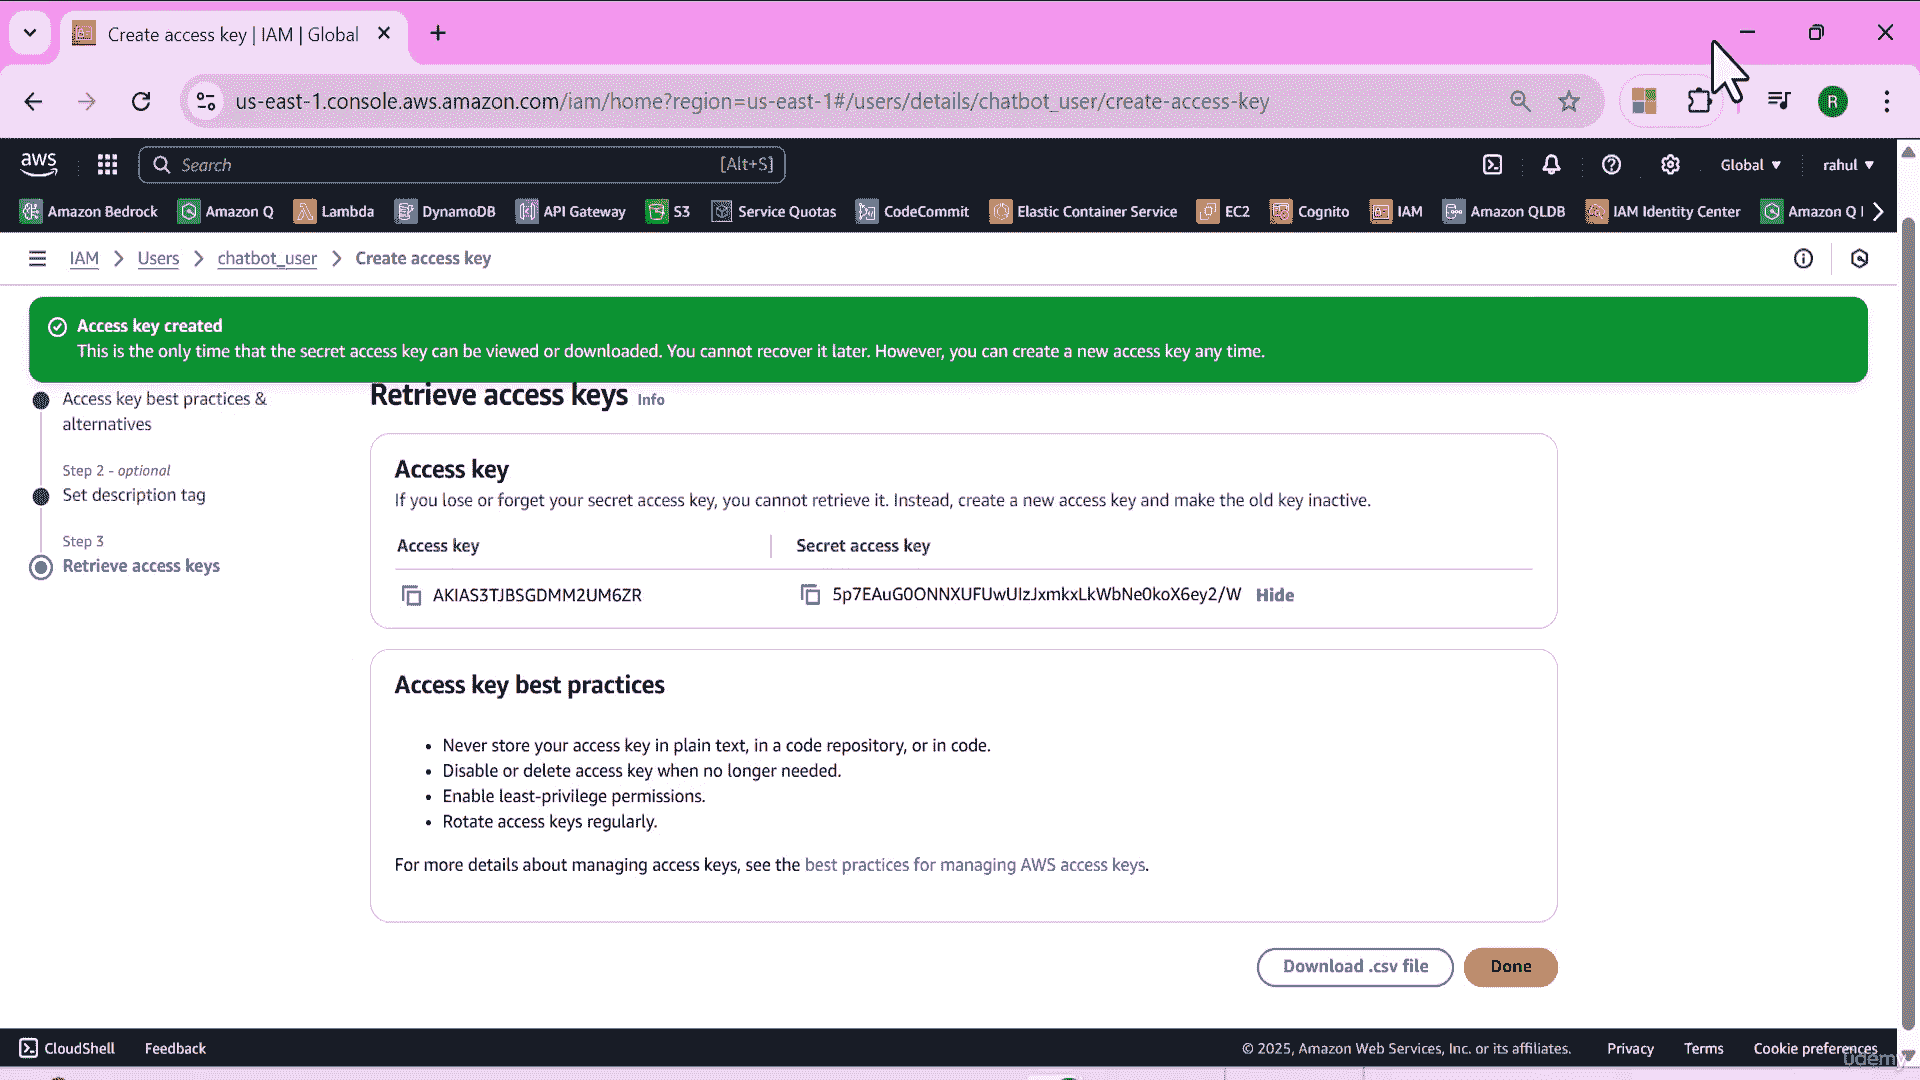 Create access key | IAM | Global
us-east-1.console.aws.amazon.com/iam/home?region=us-east-1#/users/details/chatbot_user/create-access-key
R
aws
Search [Alt+S]
Global
rahul
Amazon Bedrock
Amazon Q
Lambda
DynamoDB
API Gateway
S3
Service Quotas
CodeCommit
Elastic Container Service
EC2
Cognito
IAM
Amazon QLDB
IAM Identity Center
Amazon Q
IAM > Users > chatbot_user > Create access key
Access key created
This is the only time that the secret access key can be viewed or downloaded. You cannot recover it later. However, you can create a new access key any time.
Access key best practices &
alternatives
Step 2 - optional
Set description tag
Step 3
Retrieve access keys
Retrieve access keys Info
Access key
If you lose or forget your secret access key, you cannot retrieve it. Instead, create a new access key and make the old key inactive.
Access key
Secret access key
AKIAS3TJBSGDMM2UM6ZR
Hide
Access key best practices
• Never store your access key in plain text, in a code repository, or in code.
• Disable or delete access key when no longer needed.
• Enable least-privilege permissions.
• Rotate access keys regularly.
For more details about managing access keys, see the best practices for managing AWS access keys.
Download .csv file
Done
CloudShell
Feedback
© 2025, Amazon Web Services, Inc. or its affiliates.
Privacy
Terms
Cookie preferences
udemy